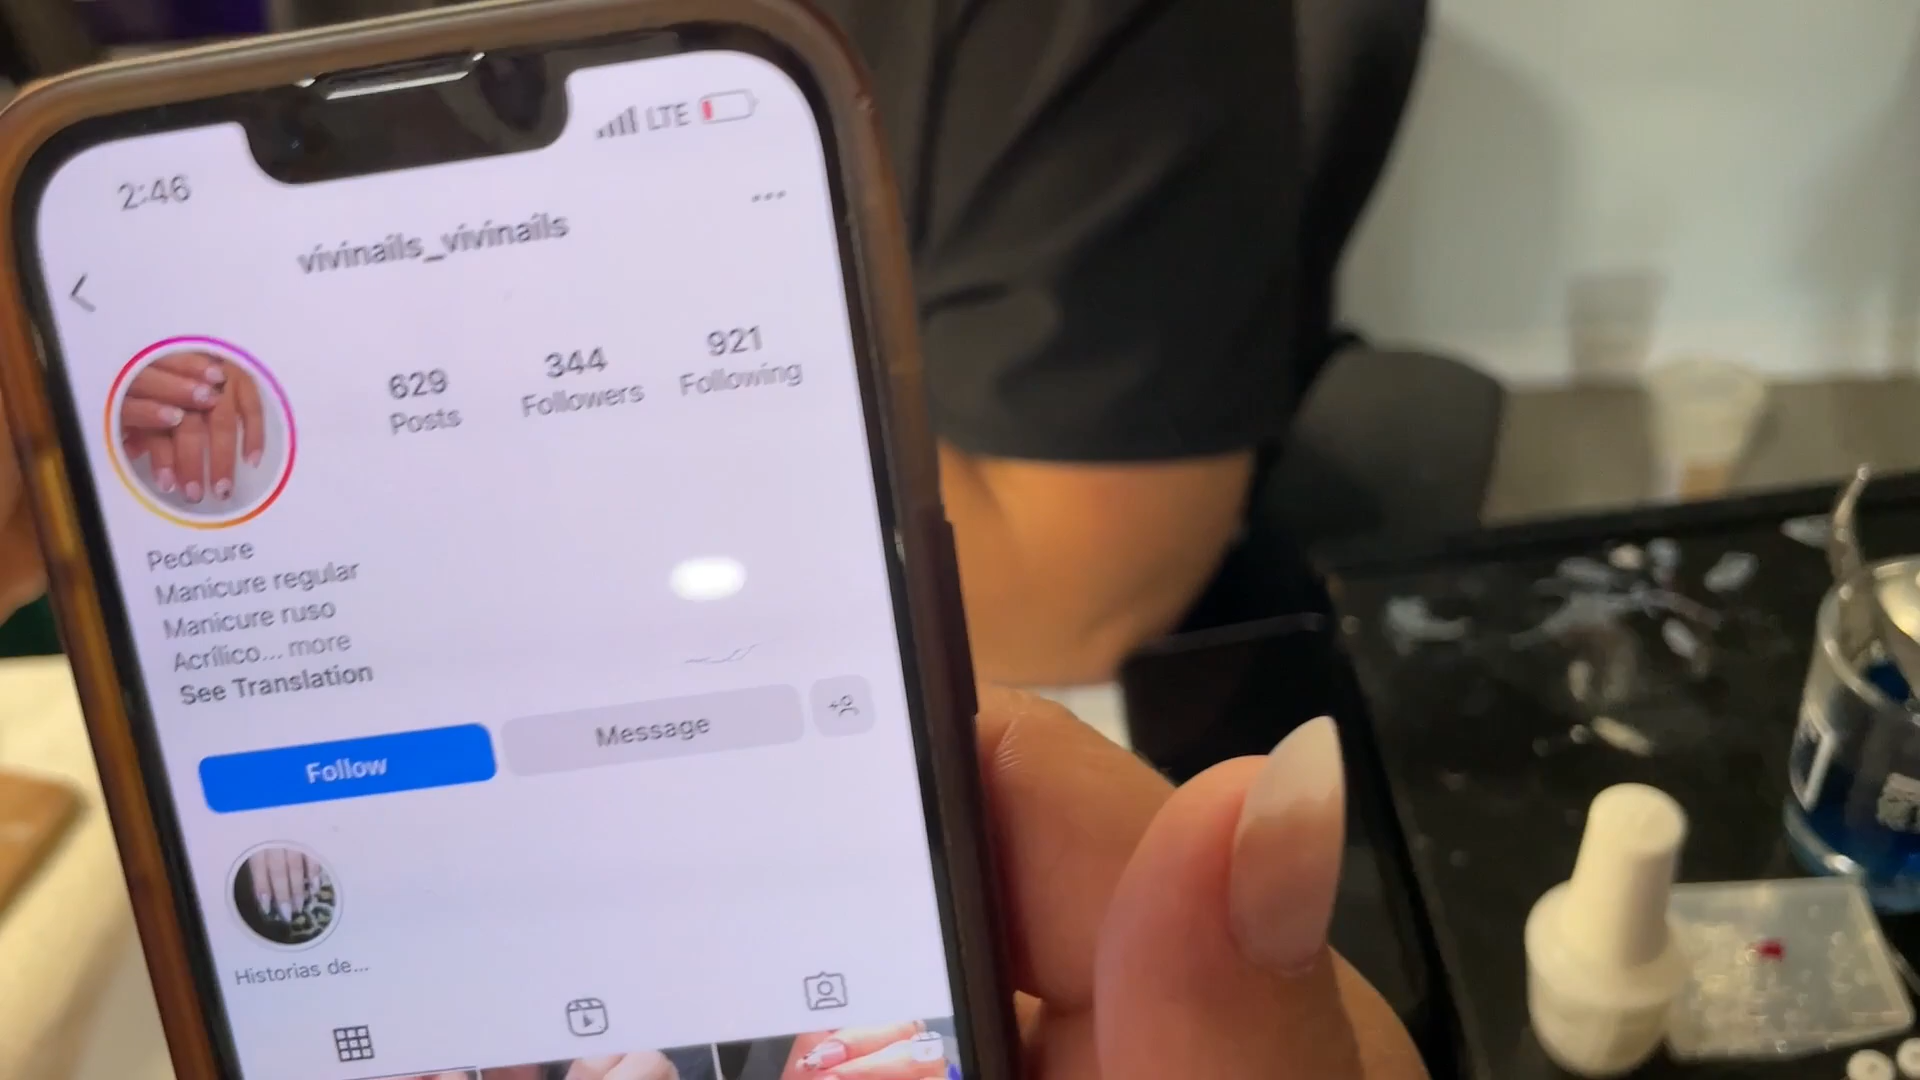 2:46
LTE
vivinails_vivinails
629
Posts
344
Followers
921
Following
Pedicure
Manicure regular
Manicure ruso
Acrílico... more
See Translation
Follow
Message
Historias de...